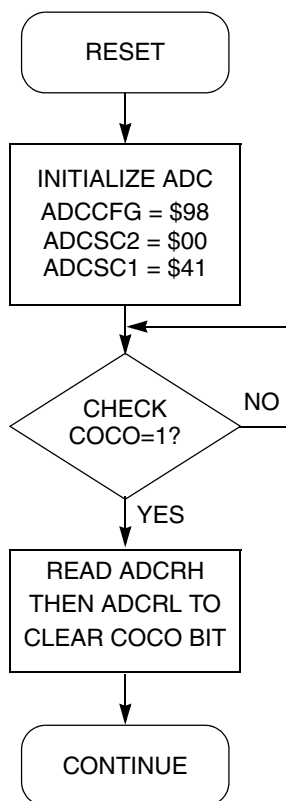 RESET
INITIALIZE ADC
ADCCFG = $98
ADCSC2 = $00
ADCSC1 = $41
CHECK
COCO=1?
NO
YES
READ ADCRH
THEN ADCRL TO
CLEAR COCO BIT
CONTINUE